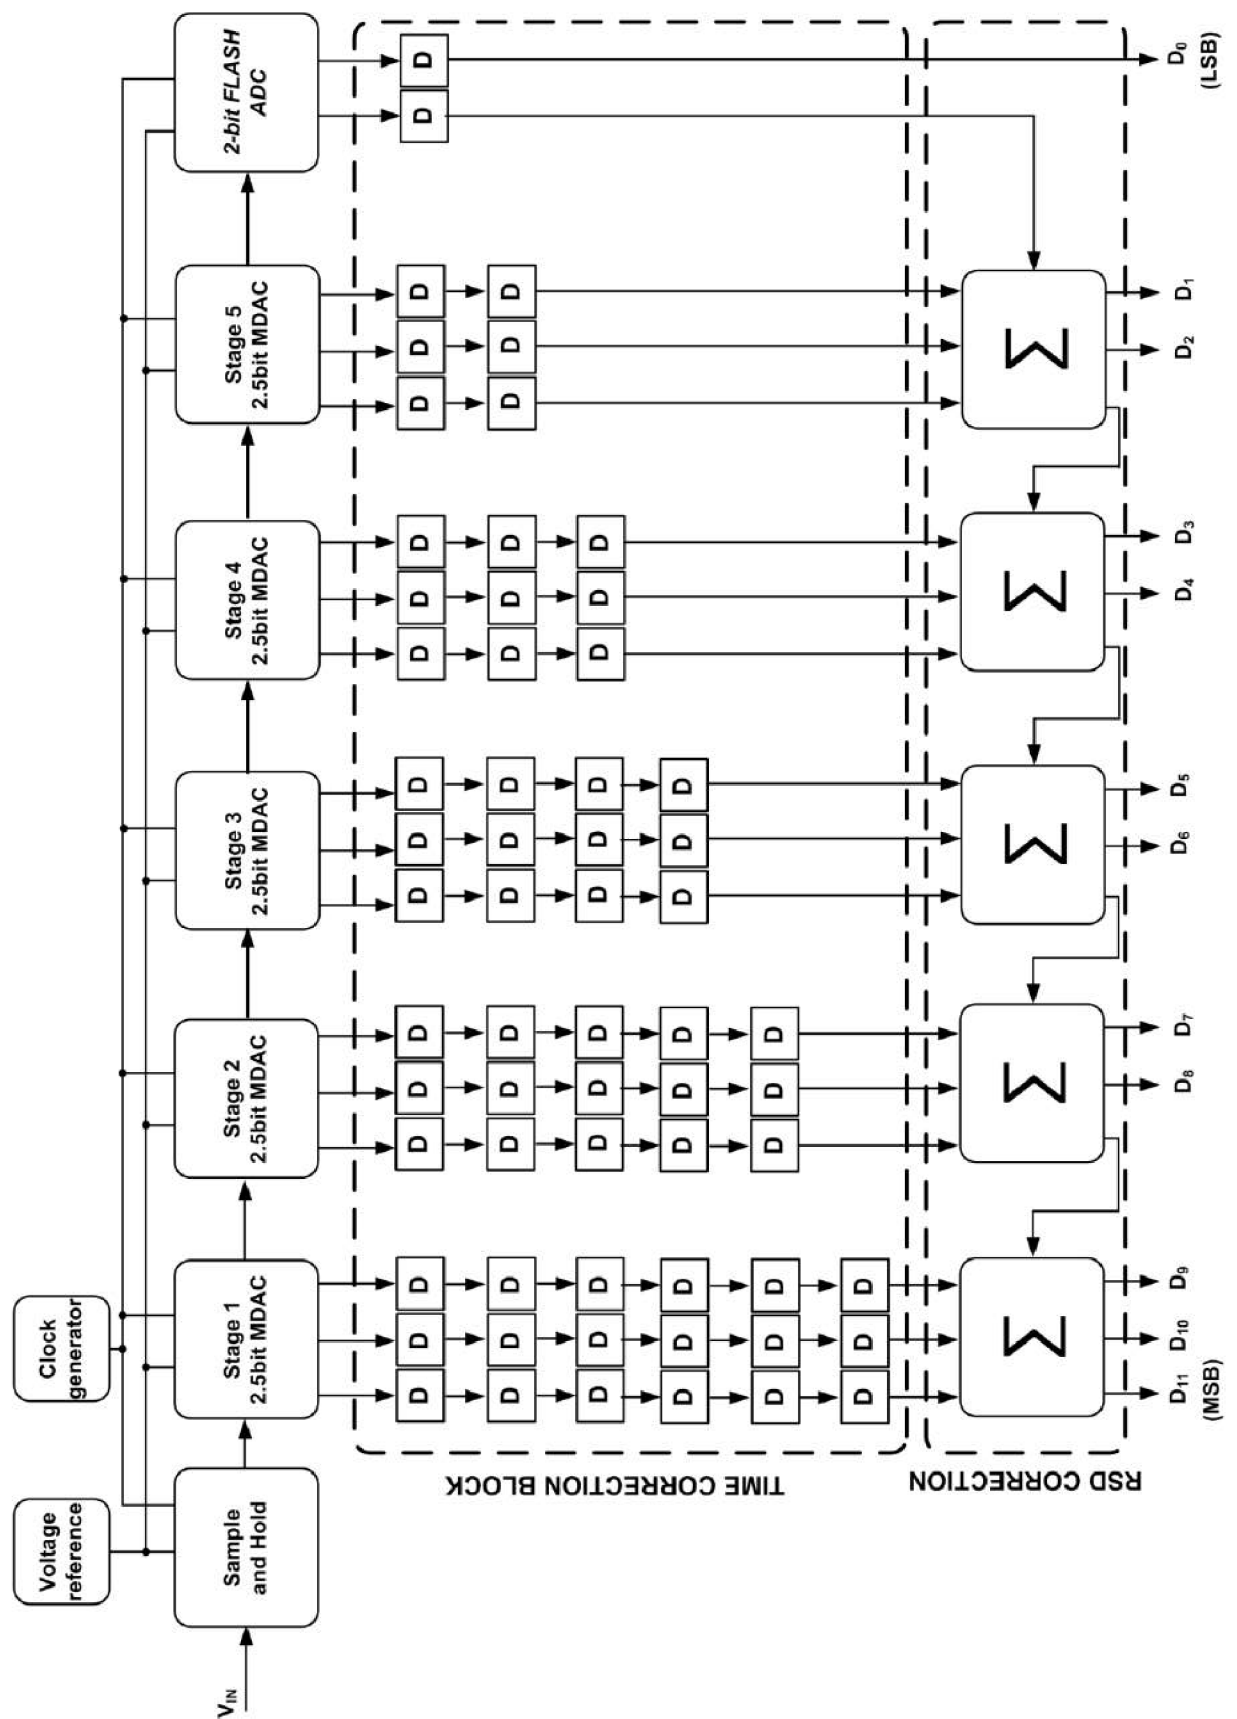 Voltage
reference
Clock
generator
V_IN
Sample
and Hold
Stage 1
2.5bit MDAC
Stage 2
2.5bit MDAC
Stage 3
2.5bit MDAC
Stage 4
2.5bit MDAC
Stage 5
2.5bit MDAC
2-bit FLASH
ADC
TIME CORRECTION BLOCK
D D D D D D D D D D D D D D D D D
D D D D D D D D D D D D D D D
D D D D D D D D D D D D
D D D D D D D D D
D D D D D D
D D D
RSD CORRECTION
Σ Σ Σ Σ Σ
D₁₁ D₁₀ D₉ D₈ D₇ D₆ D₅ D₄ D₃ D₂ D₁ D₀
(MSB) (LSB)